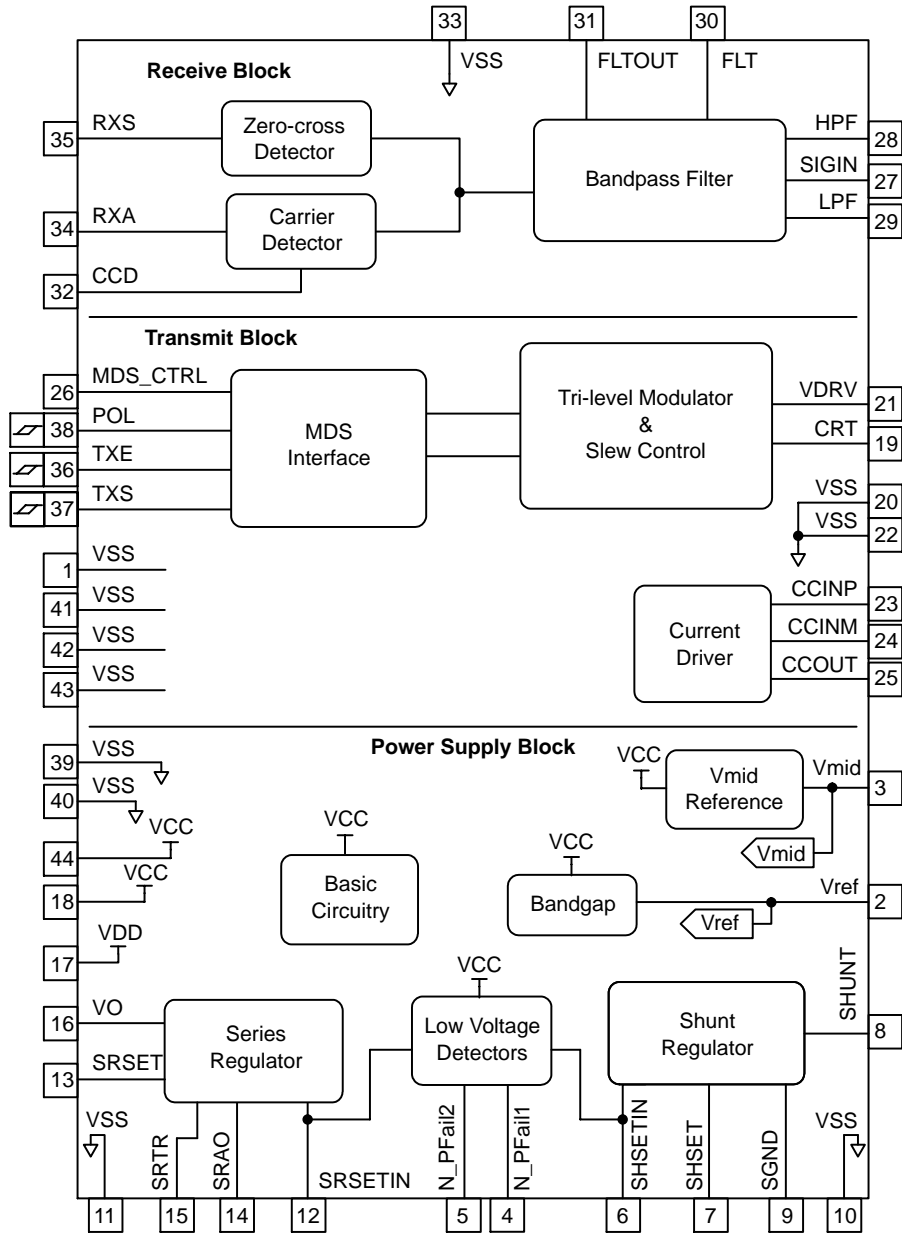 33
31
30
VSS
FLTOUT
FLT
Receive Block
35
RXS
Zero-cross
Detector
Bandpass Filter
HPF
28
SIGIN
27
LPF
29
34
RXA
Carrier
Detector
32
CCD
Transmit Block
26
MDS_CTRL
38
POL
36
TXE
37
TXS
MDS
Interface
Tri-level Modulator
&
Slew Control
VDRV
21
CRT
19
VSS
20
VSS
22
1
VSS
41
VSS
42
VSS
43
VSS
Current
Driver
CCINP
23
CCINM
24
CCOUT
25
Power Supply Block
39
VSS
40
VSS
44
VCC
18
VCC
17
VDD
VCC
Basic
Circuitry
VCC
Vmid
Reference
Vmid
3
Vmid
VCC
Bandgap
Vref
2
Vref
16
VO
13
SRSET
Series
Regulator
VCC
Low Voltage
Detectors
Shunt
Regulator
SHUNT
8
VSS
SRTR
SRAO
SRSETIN
N_PFail2
N_PFail1
SHSETIN
SHSET
SGND
VSS
11
15
14
12
5
4
6
7
9
10